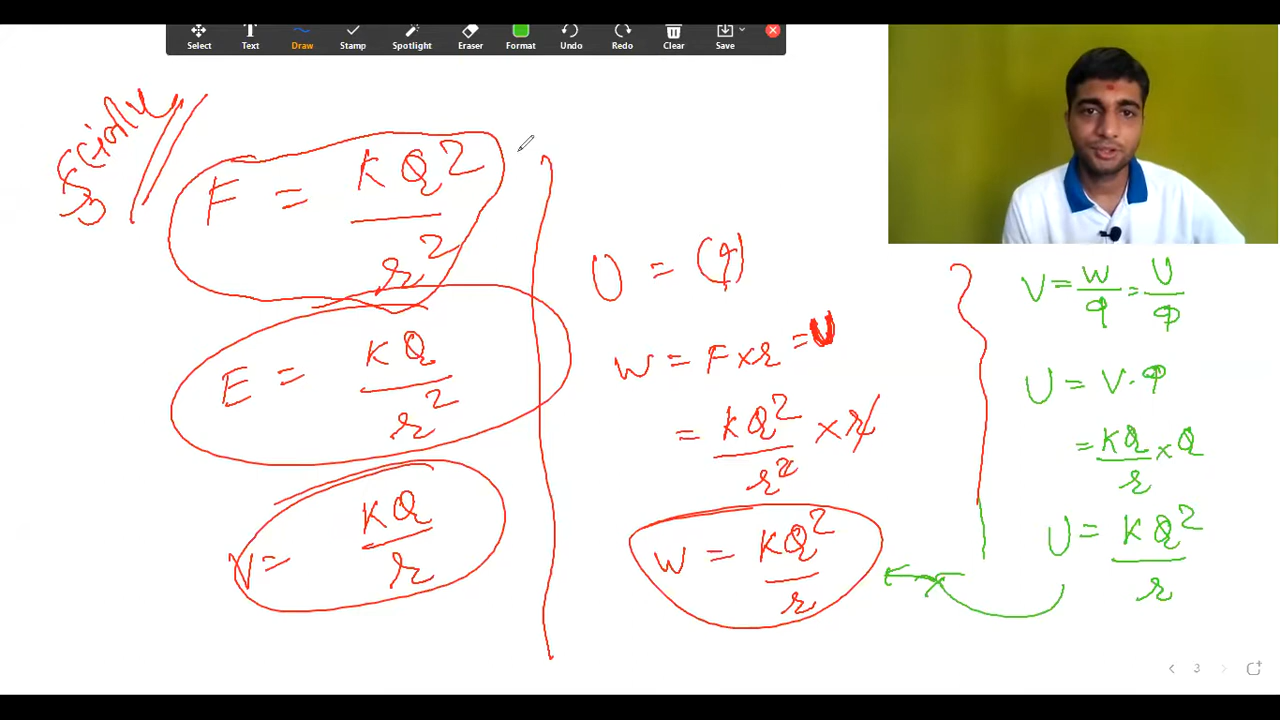 Select Text Draw Stamp Spotlight Eraser Format Undo Redo Clear Save
F = KQ2 / r²
E = KQ / r²
V = KQ / r
U = (φ)
W = F x r = U
= KQ² / r² x r
W = KQ² / r
V = W / φ = U / φ
U = V · φ
= KQ / r x Q
U = KQ² / r
3